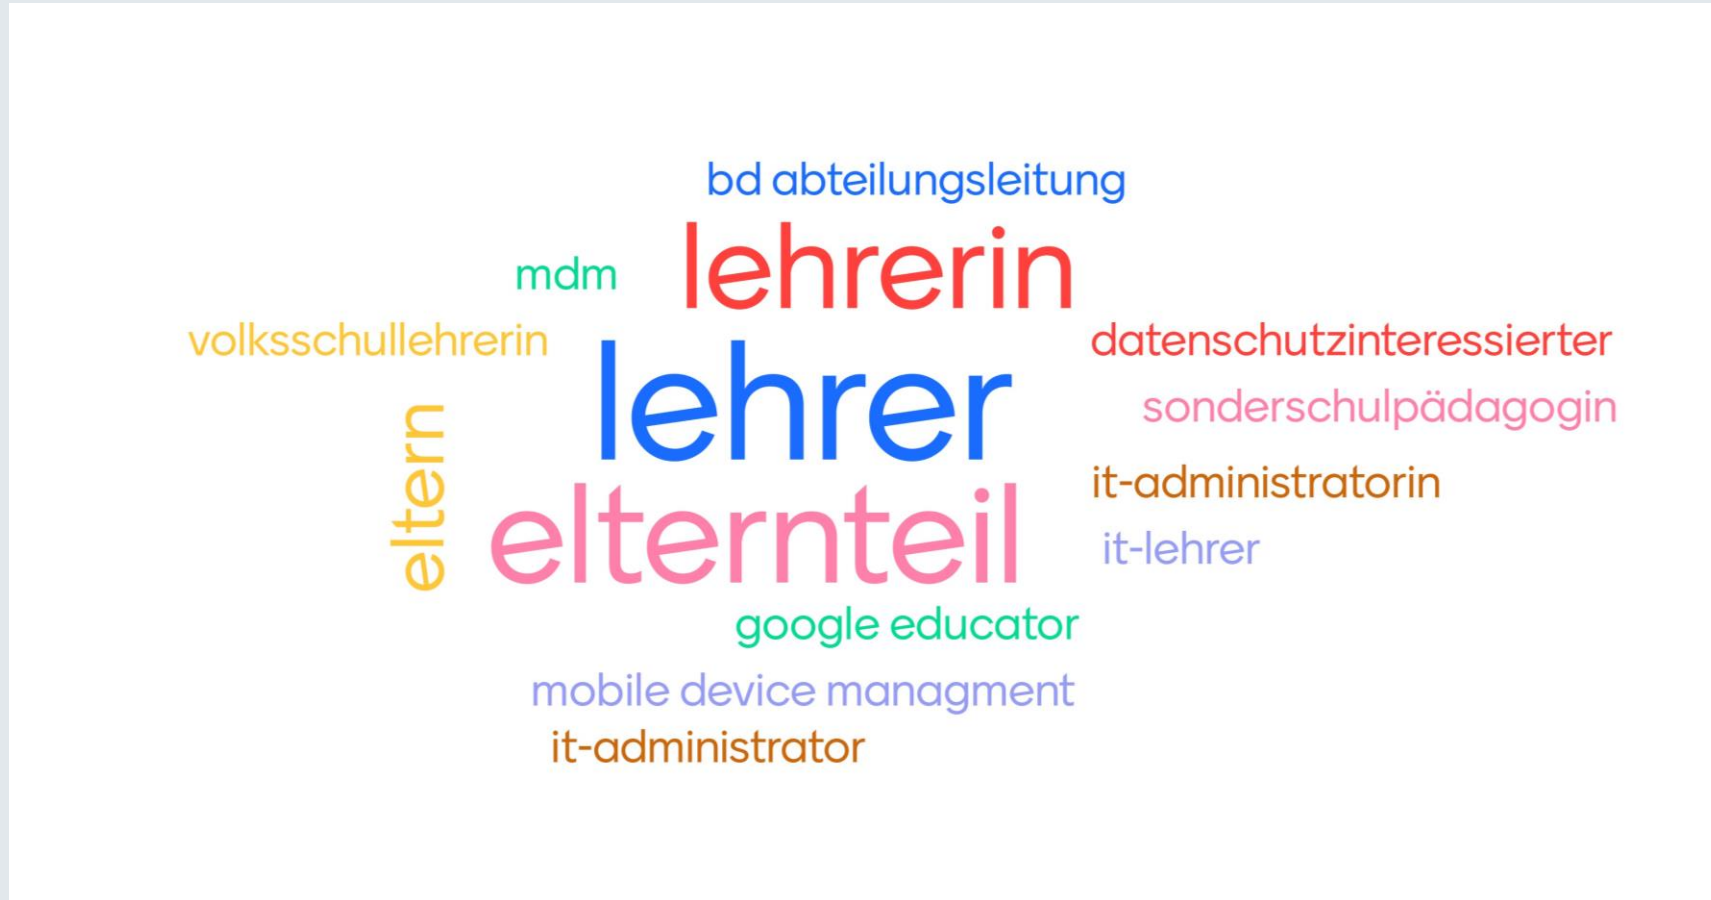 bd abteilungsleitung
lehrerin
mdm
volksschullehrerin
datenschutzinteressierter
lehrer
sonderschulpädagogin
eltern
it-administratorin
elternteil
it-lehrer
google educator
mobile device managment
it-administrator